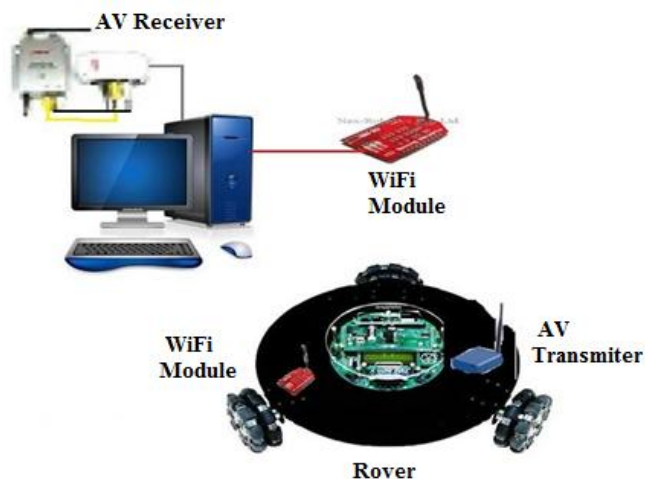 AV Receiver
WiFi
Module
WiFi
Module
AV
Transmiter
Rover